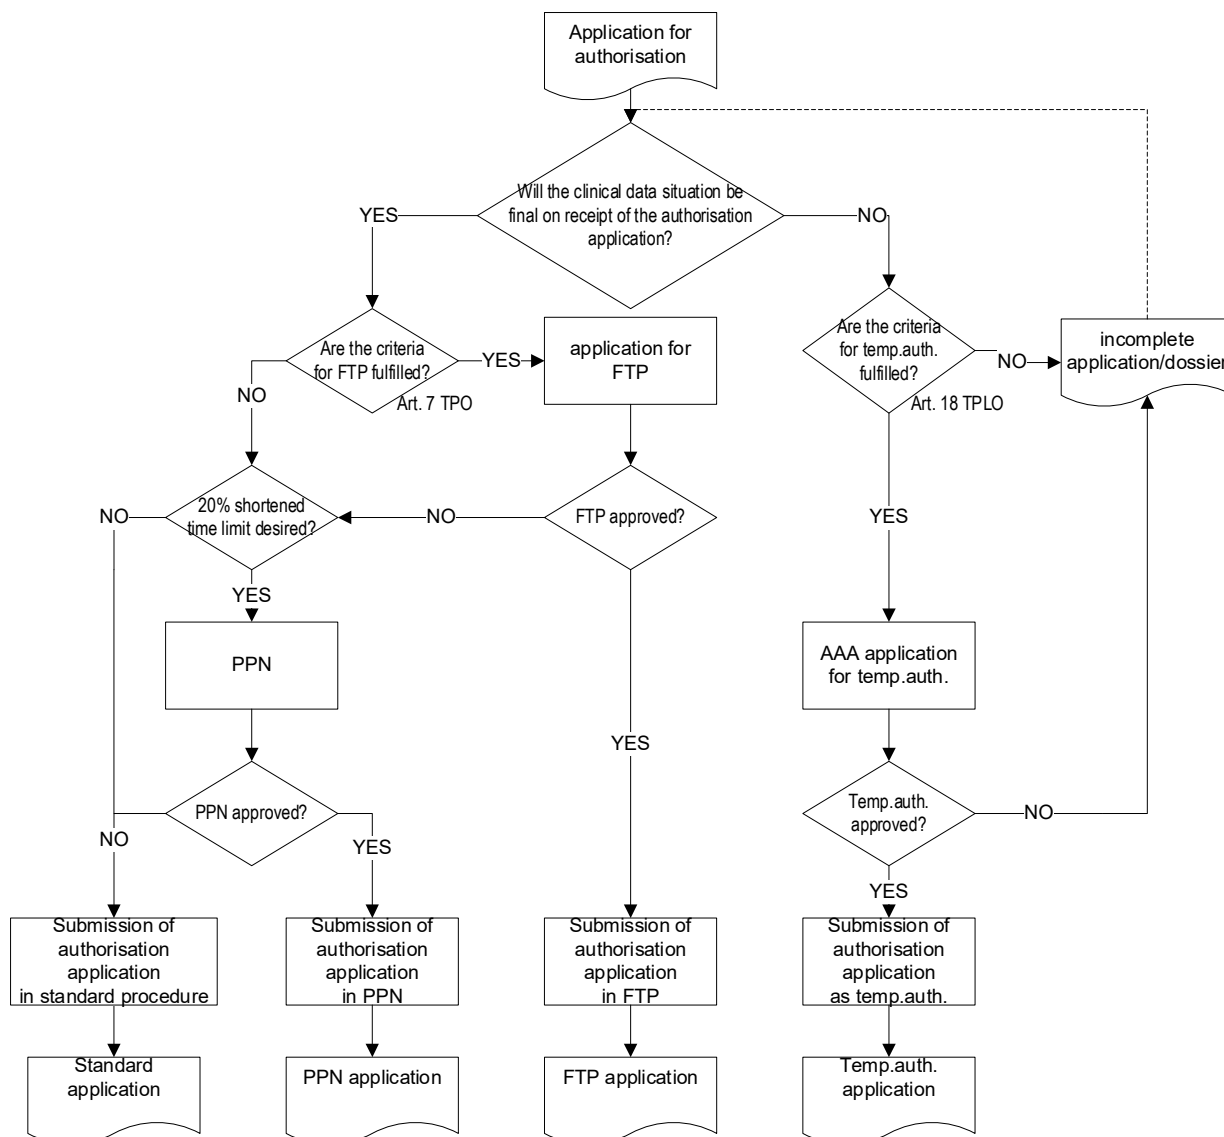 Application for
authorisation
Will the clinical data situation be
final on receipt of the authorisation
application?
YES
NO
Are the criteria
for FTP fulfilled?
Art. 7 TPO
YES
NO
application for
FTP
Are the criteria
for temp.auth.
fulfilled?
Art. 18 TPLO
NO
incomplete
application/dossier
20% shortened
time limit desired?
NO
NO
FTP approved?
YES
YES
PPN
AAA application
for temp.auth.
YES
PPN approved?
NO
YES
Temp.auth.
approved?
NO
YES
Submission of
authorisation
application
in standard procedure
Submission of
authorisation
application
in PPN
Submission of
authorisation
application
in FTP
Submission of
authorisation
application
as temp.auth.
Standard
application
PPN application
FTP application
Temp.auth.
application